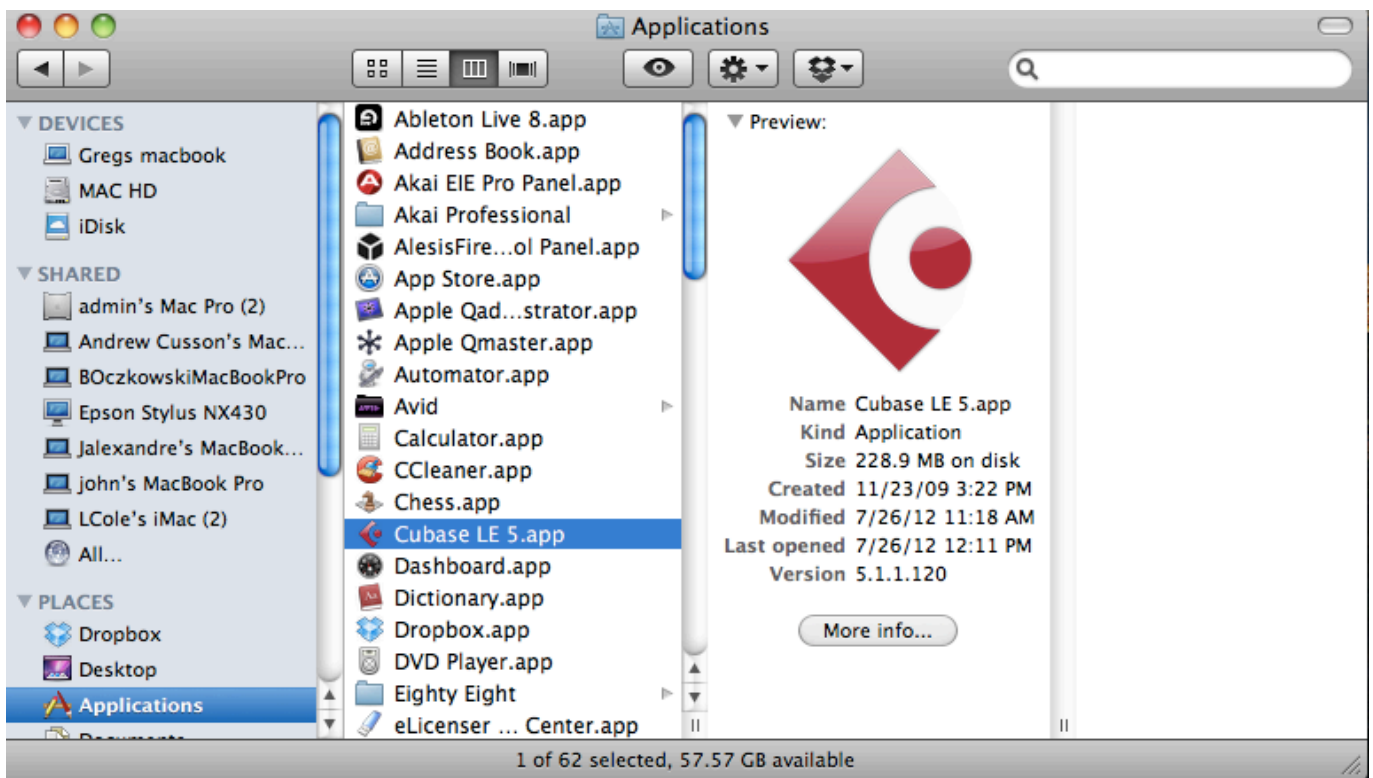 Applications
DEVICES
Gregs macbook
MAC HD
iDisk
SHARED
admin's Mac Pro (2)
Andrew Cusson's Mac...
BOczkowskiMacBookPro
Epson Stylus NX430
Jalexandre's MacBook...
john's MacBook Pro
LCole's iMac (2)
All...
PLACES
Dropbox
Desktop
Applications
Documents
Ableton Live 8.app
Address Book.app
Akai EIE Pro Panel.app
Akai Professional
AlesisFire...ol Panel.app
App Store.app
Apple Qad...strator.app
Apple Qmaster.app
Automator.app
Avid
Calculator.app
CCleaner.app
Chess.app
Cubase LE 5.app
Dashboard.app
Dictionary.app
Dropbox.app
DVD Player.app
Eighty Eight
eLicenser ... Center.app
Preview:
Name Cubase LE 5.app
Kind Application
Size 228.9 MB on disk
Created 11/23/09 3:22 PM
Modified 7/26/12 11:18 AM
Last opened 7/26/12 12:11 PM
Version 5.1.1.120
More info...
1 of 62 selected, 57.57 GB available